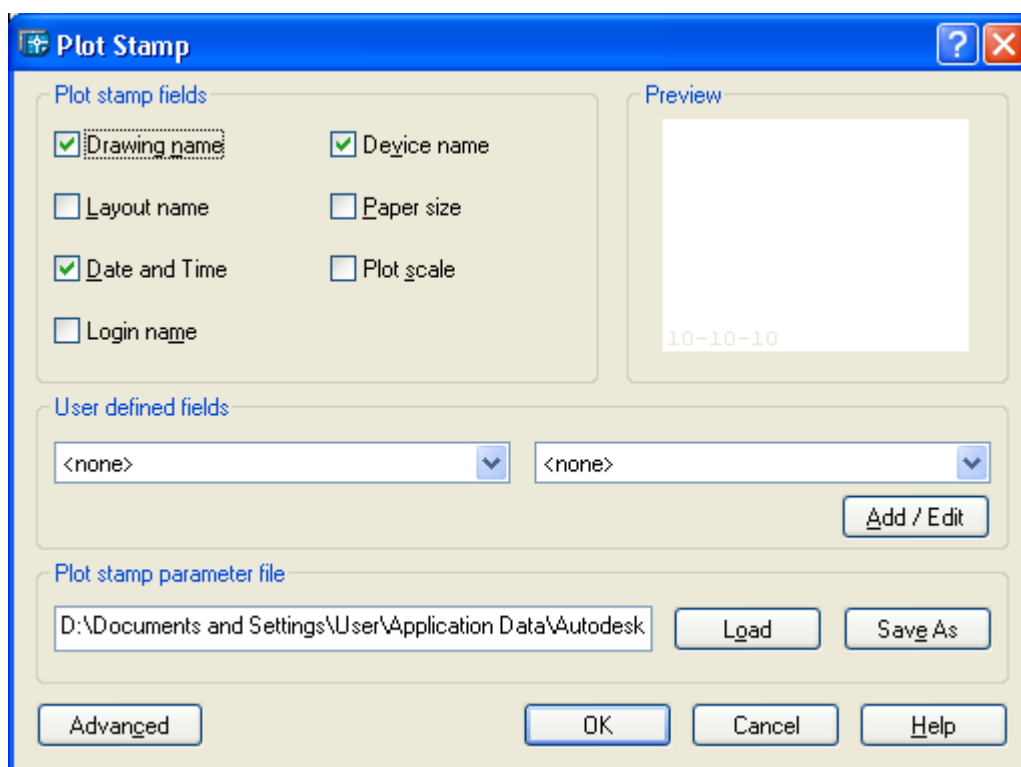 Plot Stamp
Plot stamp fields
Drawing name
Device name
Layout name
Paper size
Date and Time
Plot scale
Login name
Preview
10-10-10
User defined fields
<none>
<none>
Add / Edit
Plot stamp parameter file
D:\Documents and Settings\User\Application Data\Autodesk
Load
Save As
Advanced
OK
Cancel
Help